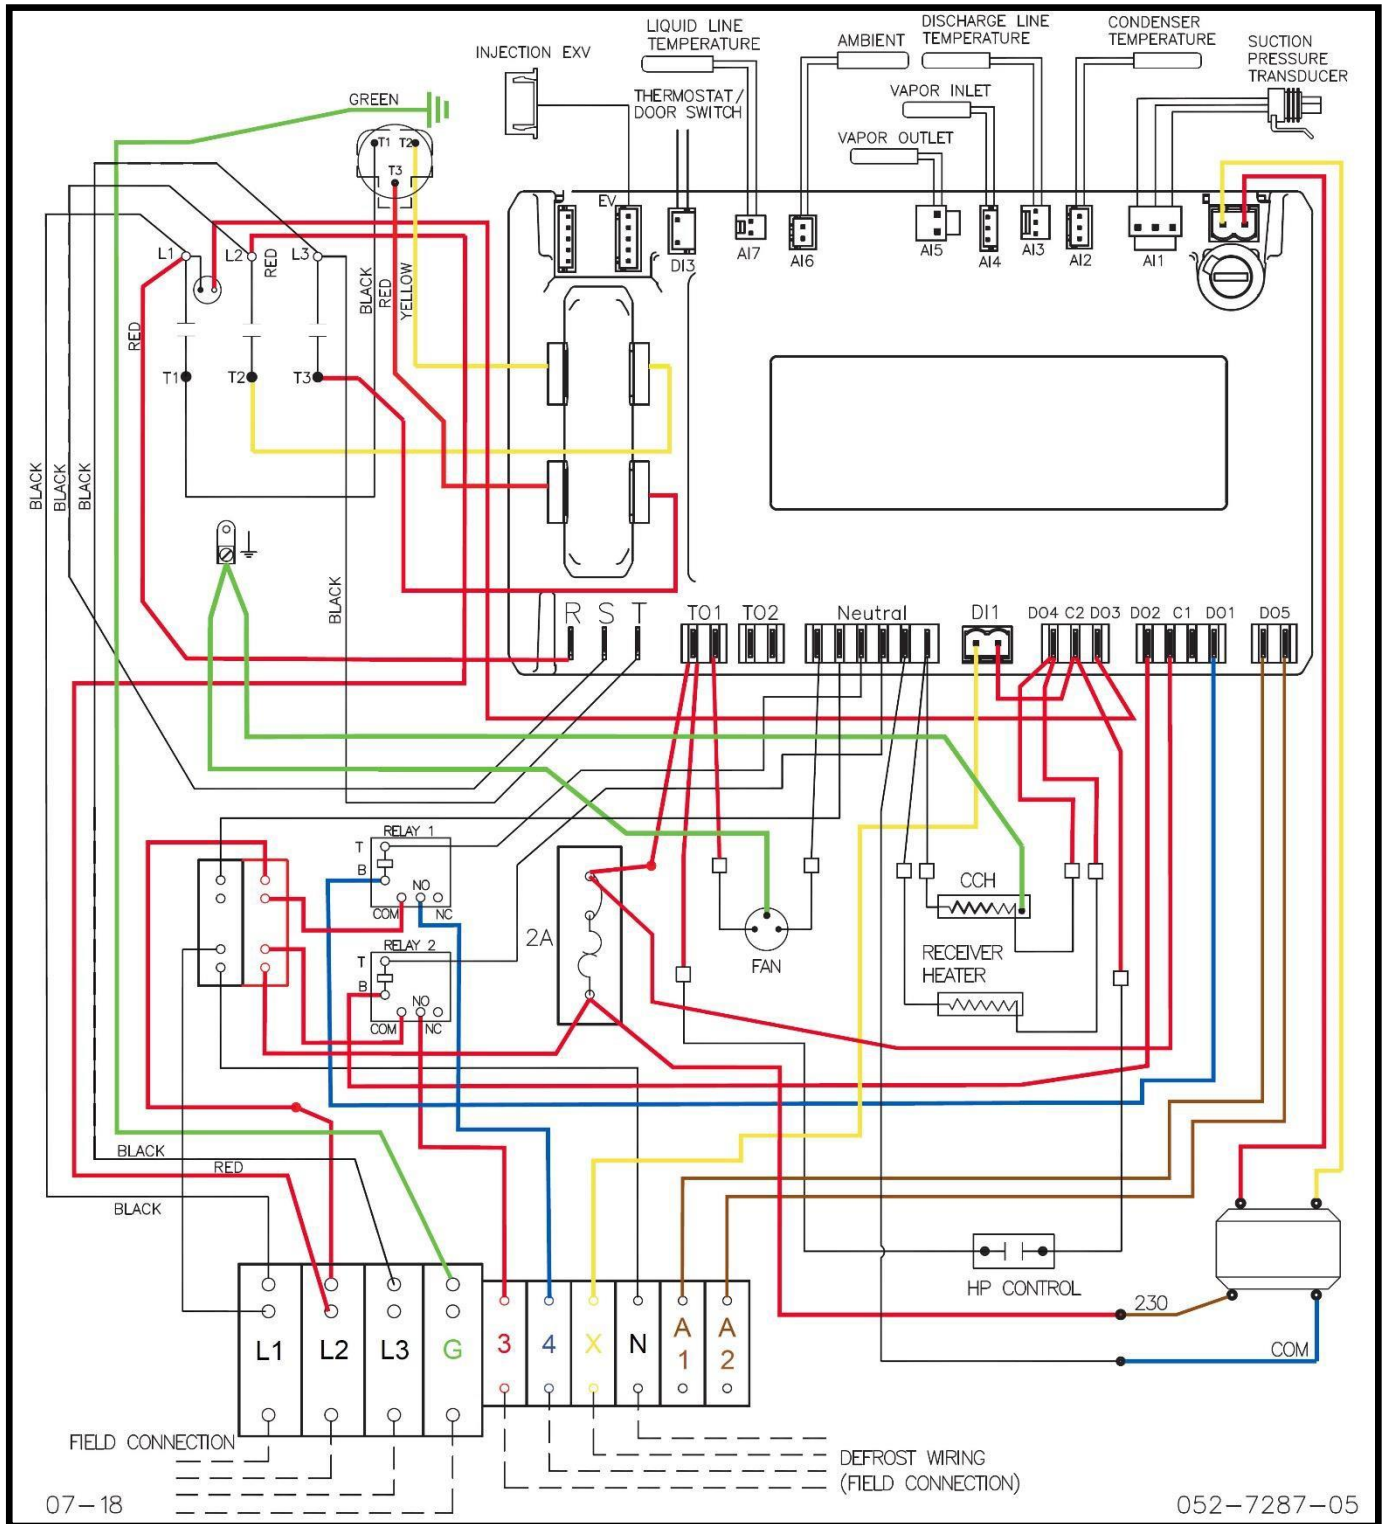 LIQUID LINE
TEMPERATURE
DISCHARGE LINE
TEMPERATURE
CONDENSER
TEMPERATURE
SUCTION
PRESSURE
TRANSDUCER
INJECTION EXV
AMBIENT
THERMOSTAT/
DOOR SWITCH
VAPOR INLET
VAPOR OUTLET
GREEN
T1 T2
T3
EV
DI3
AI7
AI6
AI5
AI4
AI3
AI2
AI1
L1
L2
L3
RED
RED
BLACK
RED
YELLOW
T1
T2
T3
BLACK
BLACK
BLACK
BLACK
R S T
TO1
TO2
Neutral
DI1
DO4 C2 DO3
DO2 C1 DO1
DO5
RELAY 1
T
B
NO
COM
NC
RELAY 2
T
B
NO
COM
NC
2A
FAN
CCH
RECEIVER
HEATER
BLACK
RED
BLACK
HP CONTROL
230
COM
L1
L2
L3
G
3
4
X
N
A
1
A
2
FIELD CONNECTION
DEFROST WIRING
(FIELD CONNECTION)
07-18
052-7287-05